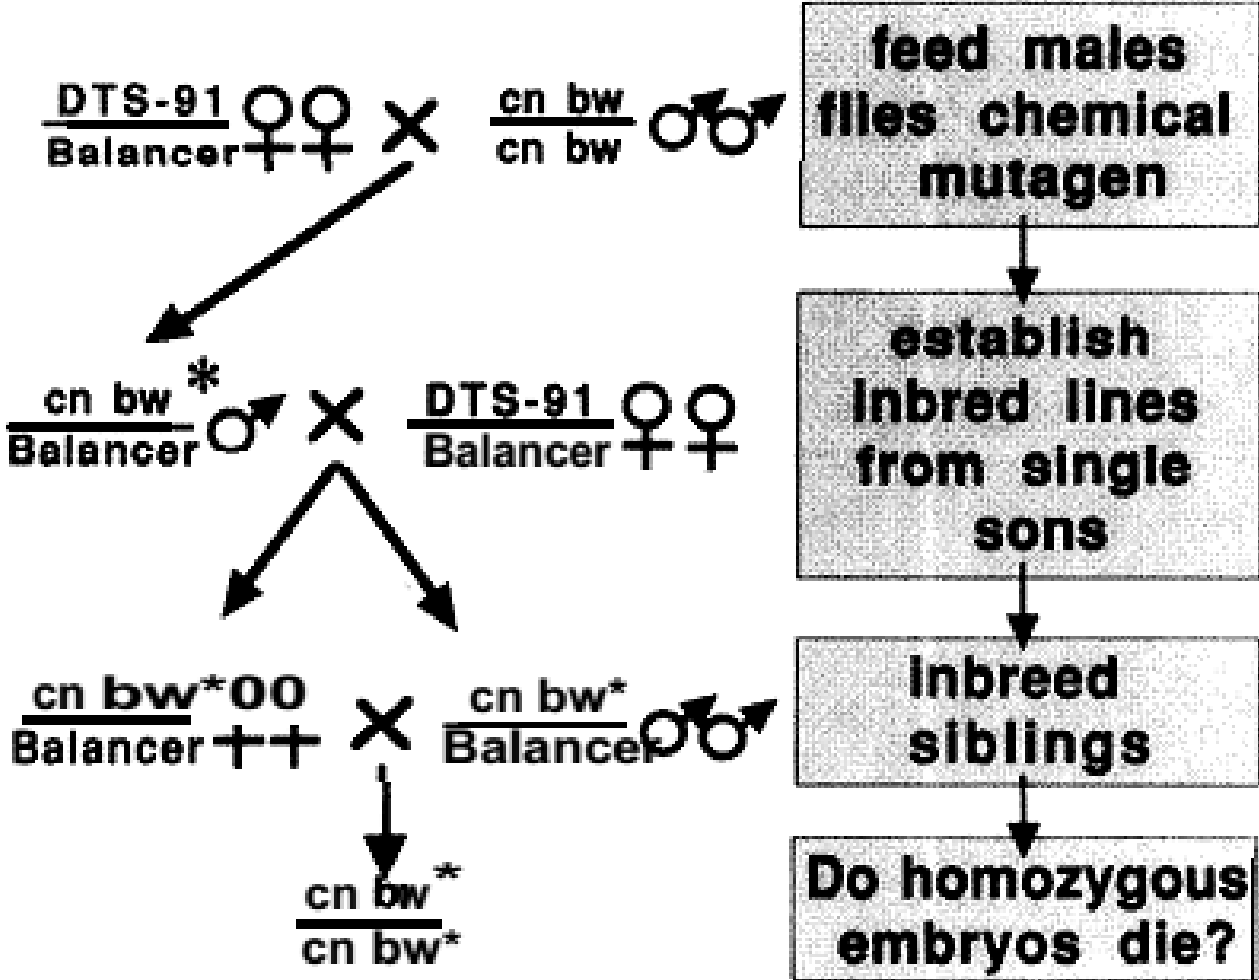 DTS-91
Balancer
♀♀ X
cn bw
cn bw
♂♂
feed males
flies chemical
mutagen
cn bw *
Balancer
♂ X
DTS-91
Balancer
♀♀
establish
inbred lines
from single
sons
cn bw*00
Balancer†† X
cn bw*
Balancer
♂♂
inbreed
siblings
cn bw*
cn bw*
Do homozygous
embryos die?